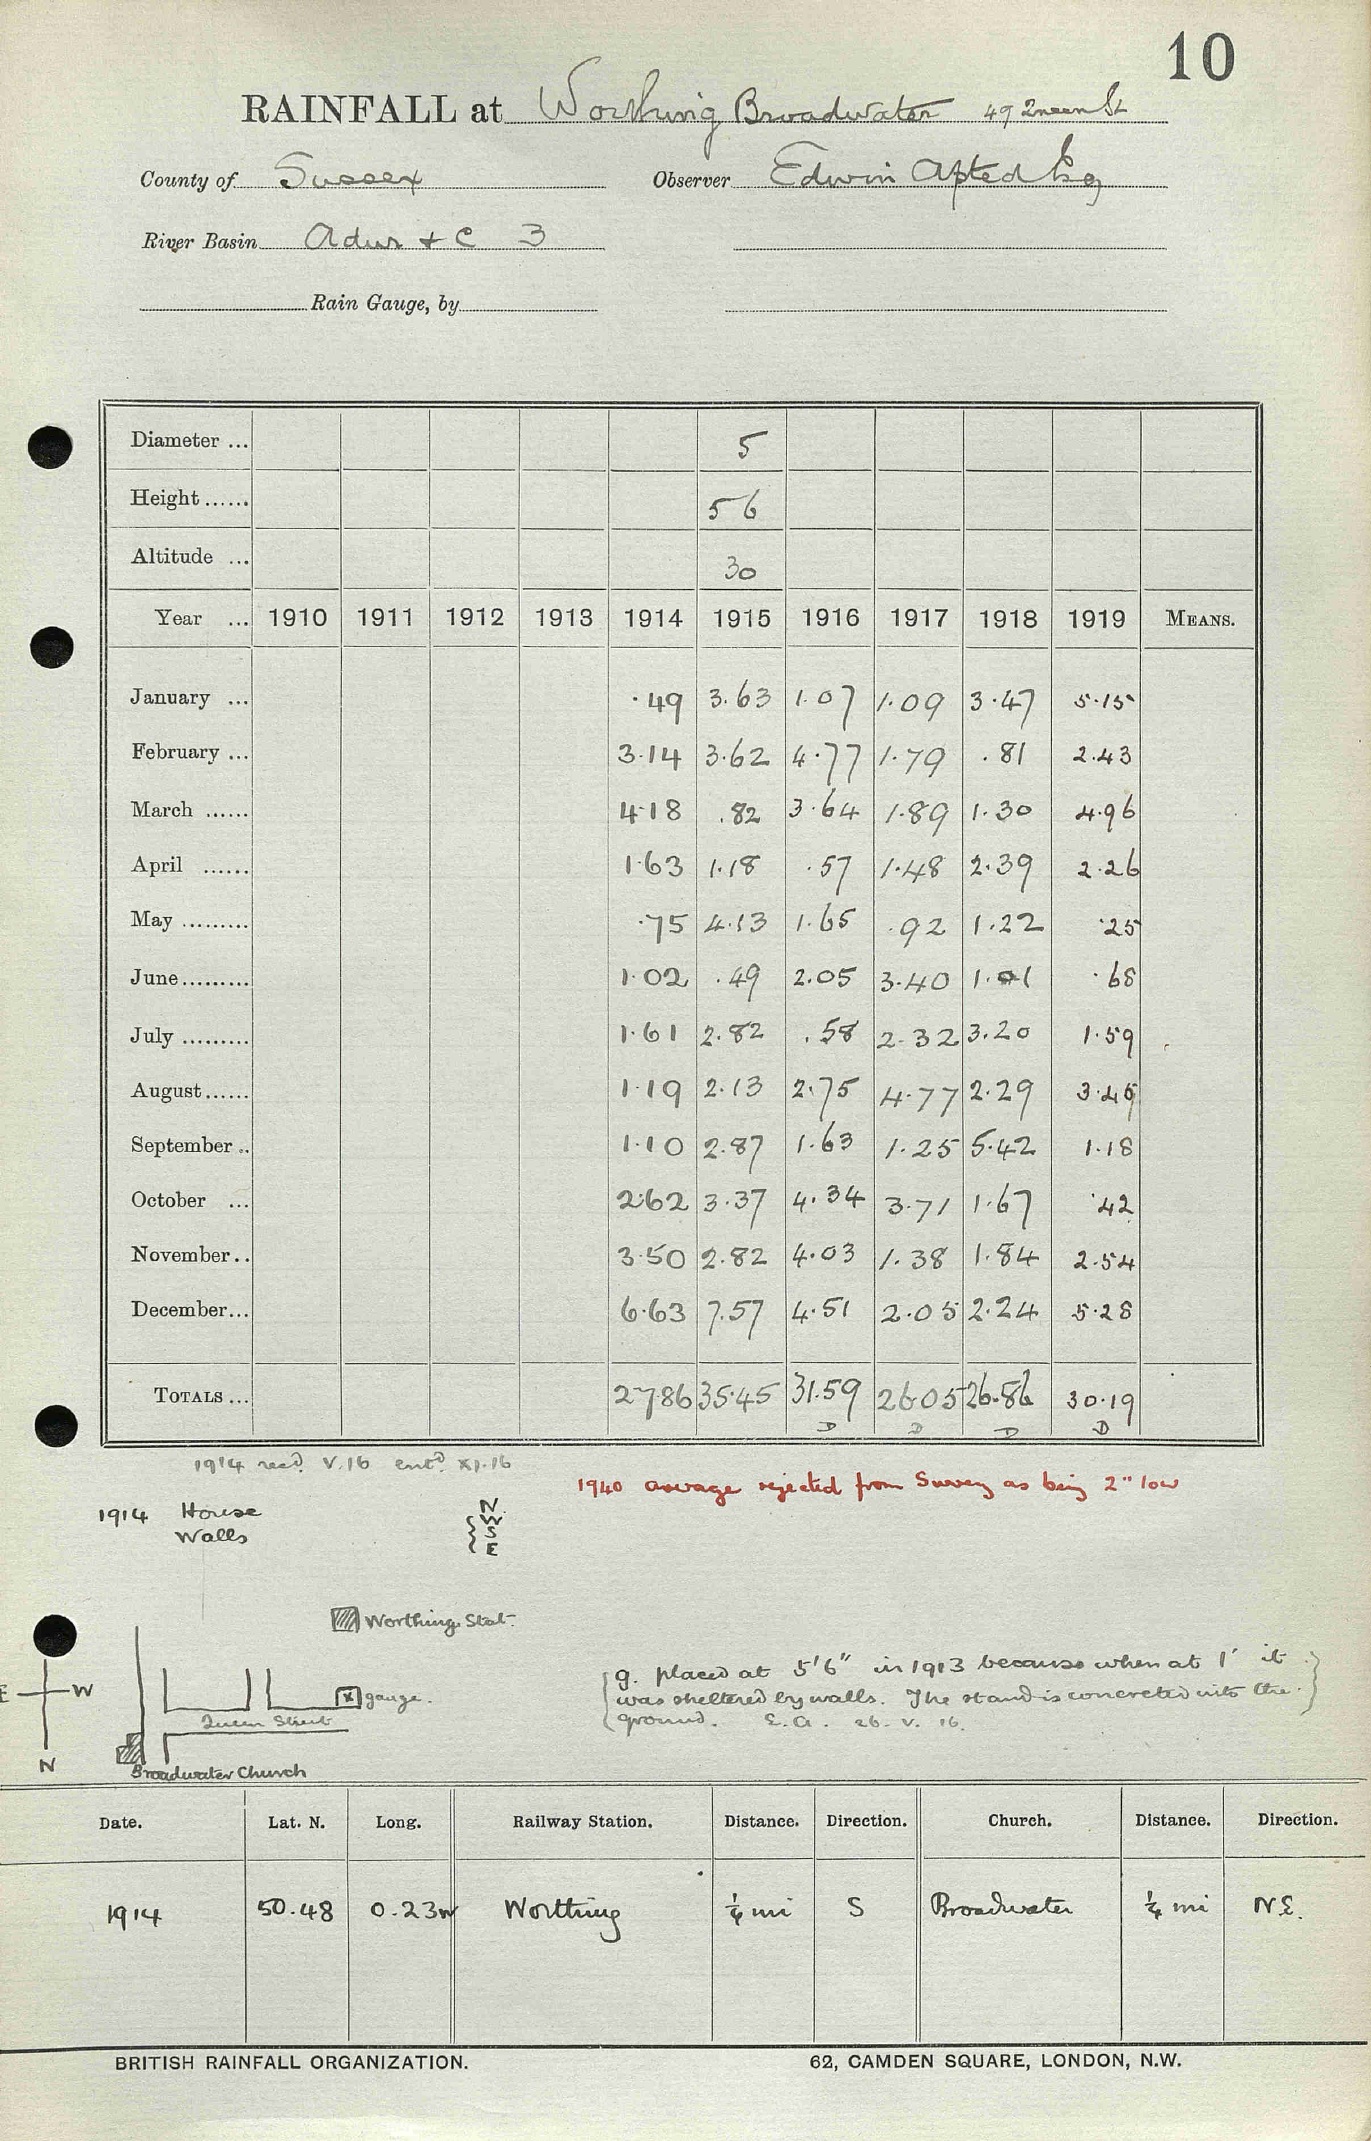 10
RAINFALL at Worthing Broadwater 49 Queen St
County of Sussex Observer Edwin Apted Esq
River Basin Adur & C 3
Rain Gauge, by
Diameter ... 5
Height ...... 5 6
Altitude ... 30
Year ... 1910 1911 1912 1913 1914 1915 1916 1917 1918 1919 MEANS.
January ... .49 3.63 1.07 1.09 3.47 5.15
February ... 3.14 3.62 4.77 1.79 .81 2.43
March ...... 4.18 .82 3.64 1.89 1.30 4.96
April ...... 1.63 1.18 .57 1.48 2.39 2.26
May ......... .75 4.13 1.65 .92 1.22 .25
June......... 1.02 .49 2.05 3.40 1.01 .68
July ......... 1.61 2.82 .58 2.32 3.20 1.59
August...... 1.19 2.13 2.75 4.77 2.29 3.45
September .. 1.10 2.87 1.63 1.25 5.42 1.18
October ... 2.62 3.37 4.34 3.71 1.67 .42
November.. 3.50 2.82 4.03 1.38 1.84 2.54
December... 6.63 7.57 4.51 2.05 2.24 5.28
TOTALS ... 27.86 35.45 31.59 26.05 26.86 30.19
D D D D
1914 recd. V.16 entd. XI.16
1940 average rejected from Survey as being 2" low
1914 House N.
Walls W
S
E
Worthing Stat.
g. placed at 5'6" in 1913 because when at 1' it
was sheltered by walls. The stand is concreted into the
ground. E.A. 26. V. 16.
E W
gauge.
Queen Street
N
Broadwater Church
Date. Lat. N. Long. Railway Station. Distance. Direction. Church. Distance. Direction.
1914 50.48 0.23W Worthing ¼ mi S Broadwater ¼ mi N.E.
BRITISH RAINFALL ORGANIZATION. 62, CAMDEN SQUARE, LONDON, N.W.